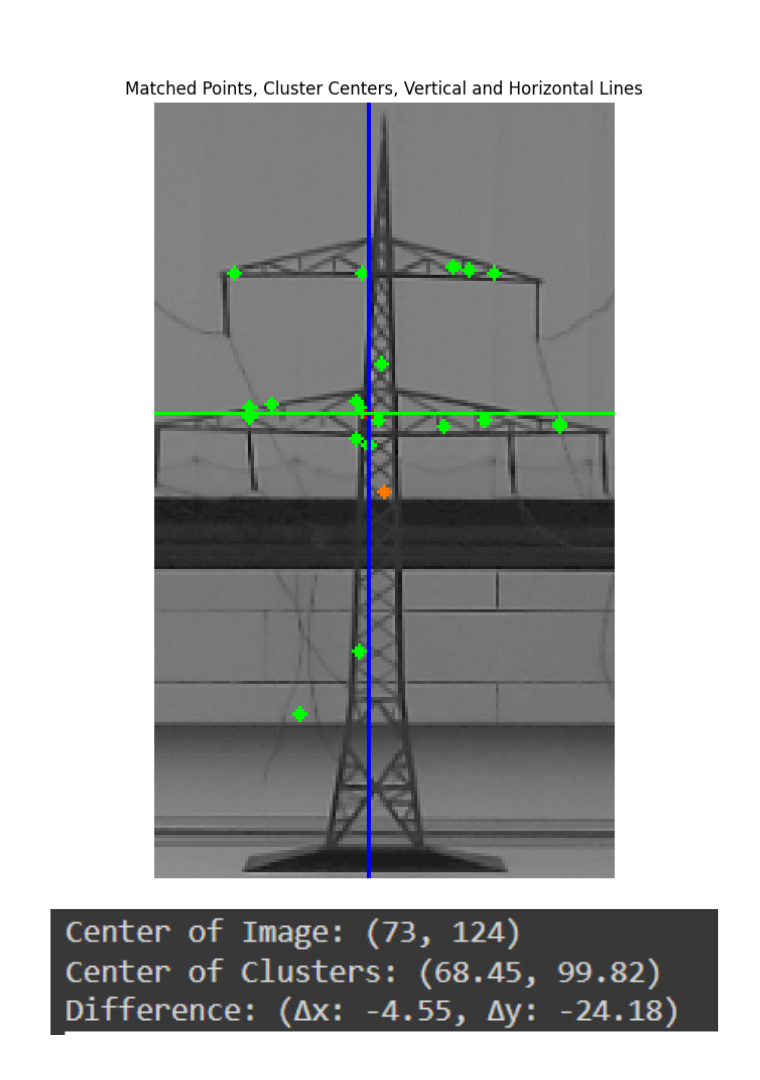 Matched Points, Cluster Centers, Vertical and Horizontal Lines
Center of Image: (73, 124)
Center of Clusters: (68.45, 99.82)
Difference: (Δx: -4.55, Δy: -24.18)